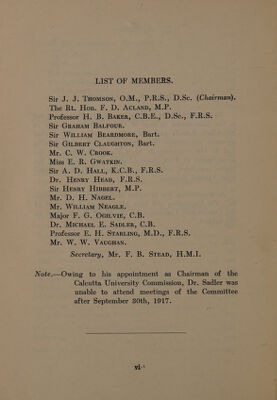 LIST OF MEMBERS.
Sir J. J. THOMSON, O.M., P.R.S., D.Sc. (Chairman).
The Rt. Hon. F. D. ACLAND, M.P.
Professor H. B. BAKER, C.B.E., D.Sc., F.R.S.
Sir GRAHAM BALFOUR.
Sir WILLIAM BEARDMORE, Bart.
Sir GILBERT CLAUGHTON, Bart.
Mr. C. W. CROOK.
Miss E. R. GWATKIN.
Sir A. D. HALL, K.C.B., F.R.S.
Dr. HENRY HEAD, F.R.S.
Sir HENRY HIBBERT, M.P.
Mr. D. H. NAGEL.
Mr. WILLIAM NEAGLE.
Major F. G. OGILVIE, C.B.
Dr. MICHAEL E. SADLER, C.B.
Professor E. H. STARLING, M.D., F.R.S.
Mr. W. W. VAUGHAN.
Secretary, Mr. F. B. STEAD, H.M.I.
Note.—Owing to his appointment as Chairman of the
Calcutta University Commission, Dr. Sadler was
unable to attend meetings of the Committee
after September 30th, 1917.
vi